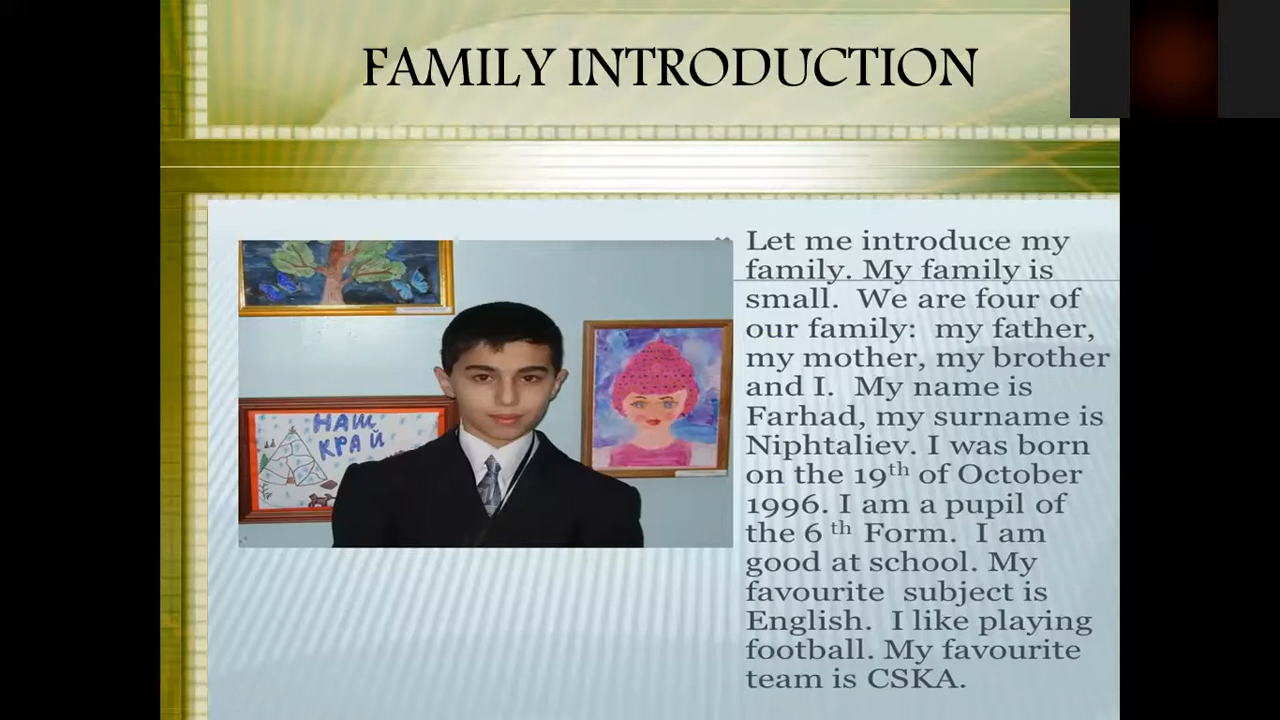 FAMILY INTRODUCTION
Let me introduce my
family. My family is
small. We are four of
our family: my father,
my mother, my brother
and I. My name is
Farhad, my surname is
Niphtaliev. I was born
on the 19th of October
1996. I am a pupil of
the 6 th Form. I am
good at school. My
favourite subject is
English. I like playing
football. My favourite
team is CSKA.
НАШ
КРАЙ